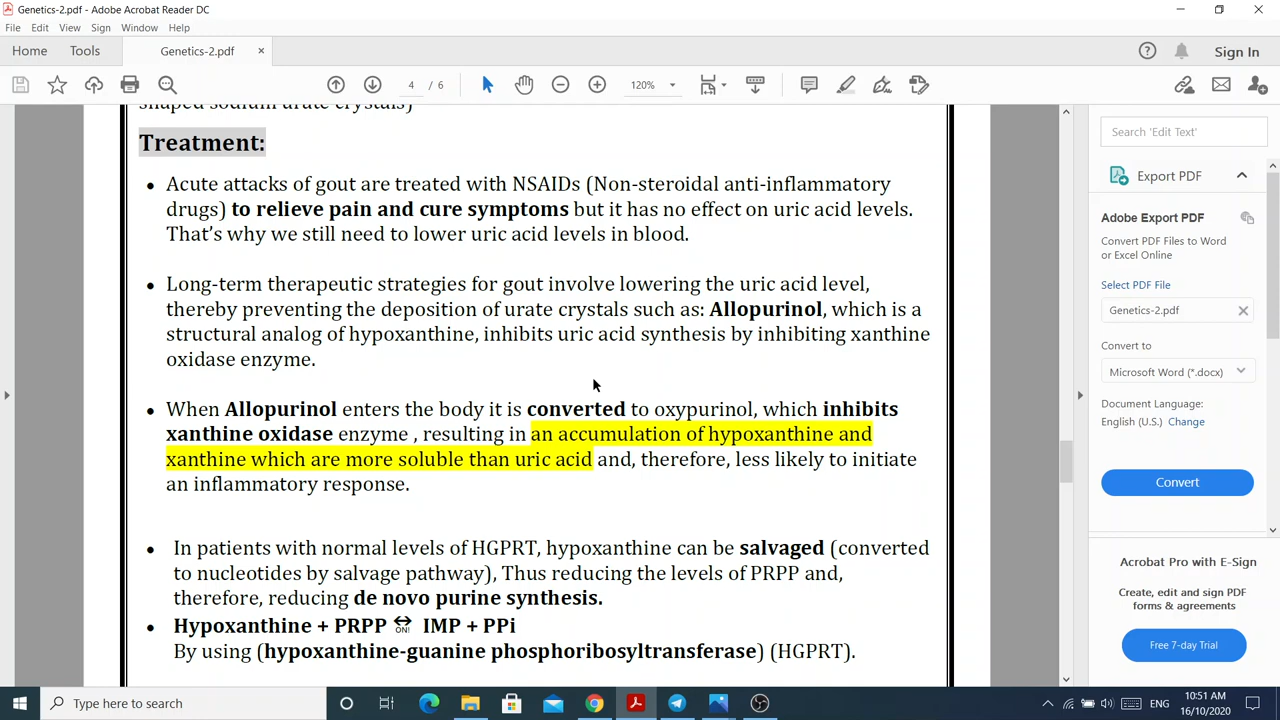 Genetics-2.pdf - Adobe Acrobat Reader DC
File Edit View Sign Window Help
Home Tools Genetics-2.pdf × Sign In
4 / 6 120%
shaped sodium urate crystals)
Treatment:
• Acute attacks of gout are treated with NSAIDs (Non-steroidal anti-inflammatory
drugs) to relieve pain and cure symptoms but it has no effect on uric acid levels.
That's why we still need to lower uric acid levels in blood.
• Long-term therapeutic strategies for gout involve lowering the uric acid level,
thereby preventing the deposition of urate crystals such as: Allopurinol, which is a
structural analog of hypoxanthine, inhibits uric acid synthesis by inhibiting xanthine
oxidase enzyme.
• When Allopurinol enters the body it is converted to oxypurinol, which inhibits
xanthine oxidase enzyme , resulting in an accumulation of hypoxanthine and
xanthine which are more soluble than uric acid and, therefore, less likely to initiate
an inflammatory response.
• In patients with normal levels of HGPRT, hypoxanthine can be salvaged (converted
to nucleotides by salvage pathway), Thus reducing the levels of PRPP and,
therefore, reducing de novo purine synthesis.
• Hypoxanthine + PRPP ⇔ ON! IMP + PPi
By using (hypoxanthine-guanine phosphoribosyltransferase) (HGPRT).
Search 'Edit Text'
Export PDF
Adobe Export PDF
Convert PDF Files to Word
or Excel Online
Select PDF File
Genetics-2.pdf
Convert to
Microsoft Word (*.docx)
Document Language:
English (U.S.) Change
Convert
Acrobat Pro with E-Sign
Create, edit and sign PDF
forms & agreements
Free 7-day Trial
Type here to search
ENG
10:51 AM
16/10/2020